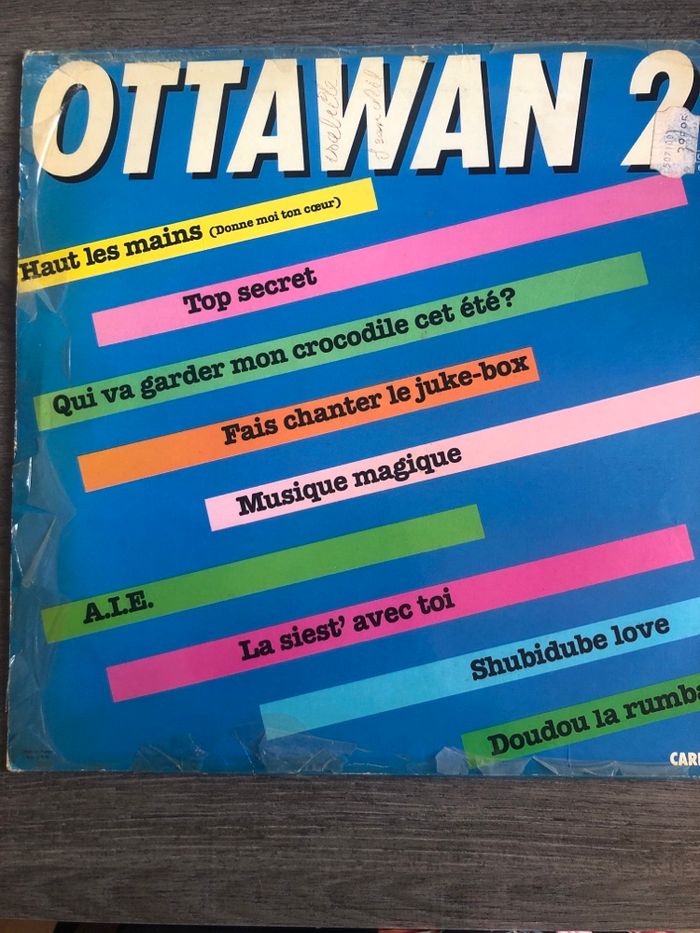 OTTAWAN 2
Haut les mains (Donne moi ton cœur)
Top secret
Qui va garder mon crocodile cet été?
Fais chanter le juke-box
Musique magique
A.I.E.
La siest' avec toi
Shubidube love
Doudou la rumba
CARR